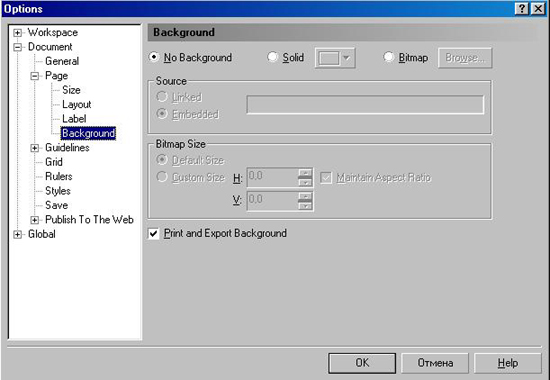 Options
Workspace
Document
General
Page
Size
Layout
Label
Background
Guidelines
Grid
Rulers
Styles
Save
Publish To The Web
Global
Background
No Background Solid Bitmap Browse...
Source
Linked
Embedded
Bitmap Size
Default Size
Custom Size H: 0,0 Maintain Aspect Ratio
V: 0,0
Print and Export Background
OK Отмена Help